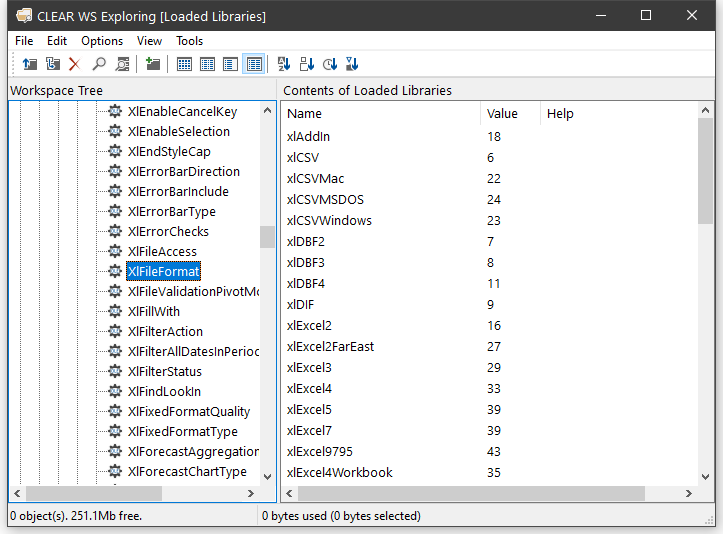 CLEAR WS Exploring [Loaded Libraries]
File Edit Options View Tools
Workspace Tree
XlEnableCancelKey
XlEnableSelection
XlEndStyleCap
XlErrorBarDirection
XlErrorBarInclude
XlErrorBarType
XlErrorChecks
XlFileAccess
XlFileFormat
XlFileValidationPivotMo
XlFillWith
XlFilterAction
XlFilterAllDatesInPerioc
XlFilterStatus
XlFindLookIn
XlFixedFormatQuality
XlFixedFormatType
XlForecastAggregation
XlForecastChartType
Contents of Loaded Libraries
Name Value Help
xlAddIn 18
xlCSV 6
xlCSVMac 22
xlCSVMSDOS 24
xlCSVWindows 23
xlDBF2 7
xlDBF3 8
xlDBF4 11
xlDIF 9
xlExcel2 16
xlExcel2FarEast 27
xlExcel3 29
xlExcel4 33
xlExcel5 39
xlExcel7 39
xlExcel9795 43
xlExcel4Workbook 35
0 object(s). 251.1Mb free.
0 bytes used (0 bytes selected)